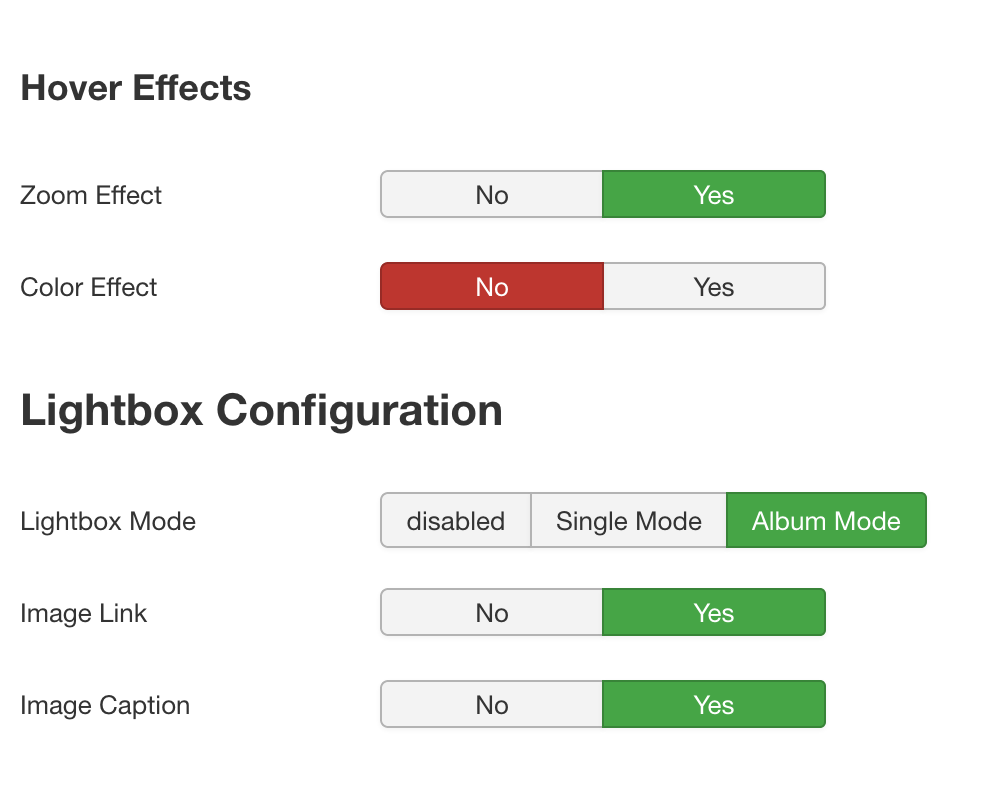 Hover Effects
Zoom Effect No Yes
Color Effect No Yes
Lightbox Configuration
Lightbox Mode disabled Single Mode Album Mode
Image Link No Yes
Image Caption No Yes